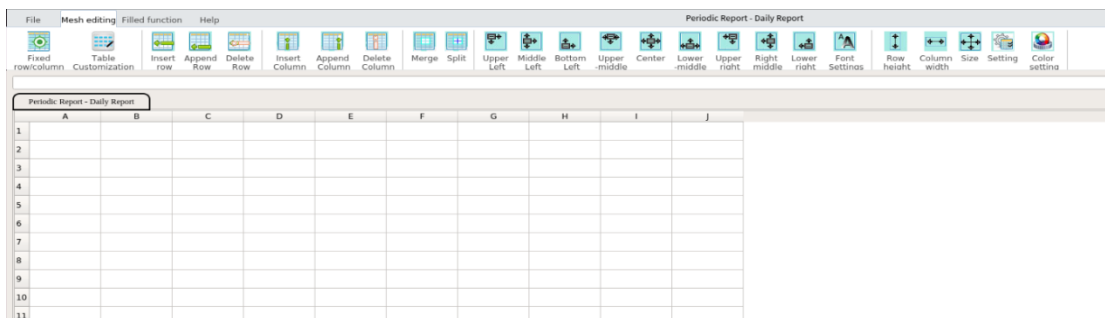 File Mesh editing Filled function Help Periodic Report - Daily Report
Fixed row/column Table Customization Insert row Append Row Delete Row Insert Column Append Column Delete Column Merge Split Upper Left Middle Left Bottom Left Upper -middle Center Lower -middle Upper right Right middle Lower right Font Settings Row height Column width Size Setting Color setting
Periodic Report - Daily Report
A B C D E F G H I J
1
2
3
4
5
6
7
8
9
10
11